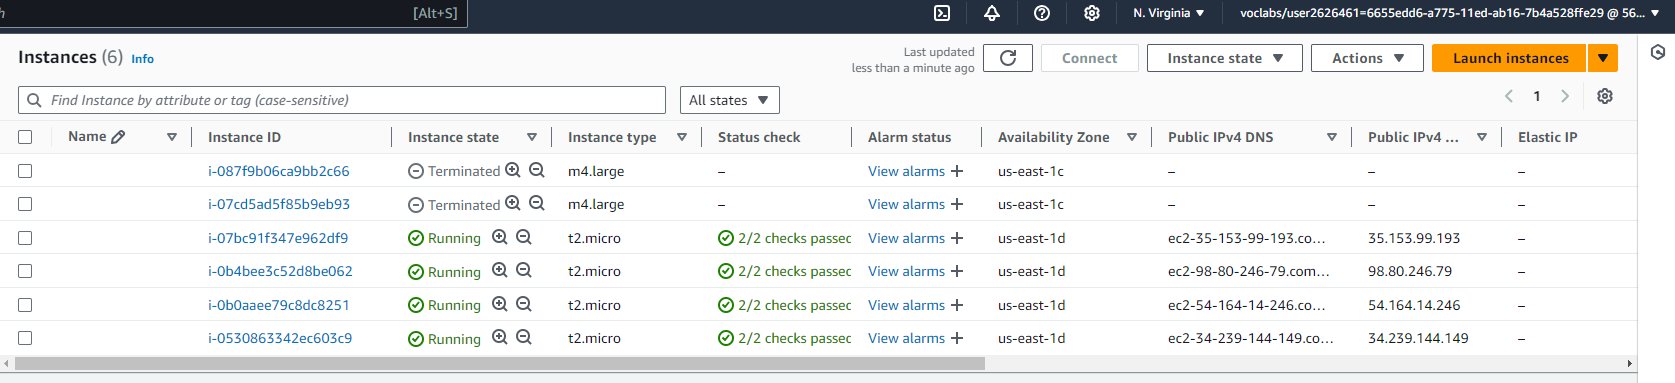 [Alt+S] N. Virginia voclabs/user2626461=6655edd6-a775-11ed-ab16-7b4a528ffe29 @ 56...
Instances (6) Info Last updated less than a minute ago Connect Instance state Actions Launch instances
Find Instance by attribute or tag (case-sensitive) All states 1
Name Instance ID Instance state Instance type Status check Alarm status Availability Zone Public IPv4 DNS Public IPv4 ... Elastic IP
i-087f9b06ca9bb2c66 Terminated m4.large – View alarms + us-east-1c – – –
i-07cd5ad5f85b9eb93 Terminated m4.large – View alarms + us-east-1c – – –
i-07bc91f347e962df9 Running t2.micro 2/2 checks passec View alarms + us-east-1d ec2-35-153-99-193.co... 35.153.99.193 –
i-0b4bee3c52d8be062 Running t2.micro 2/2 checks passec View alarms + us-east-1d ec2-98-80-246-79.com... 98.80.246.79 –
i-0b0aaee79c8dc8251 Running t2.micro 2/2 checks passec View alarms + us-east-1d ec2-54-164-14-246.co... 54.164.14.246 –
i-0530863342ec603c9 Running t2.micro 2/2 checks passec View alarms + us-east-1d ec2-34-239-144-149.co... 34.239.144.149 –